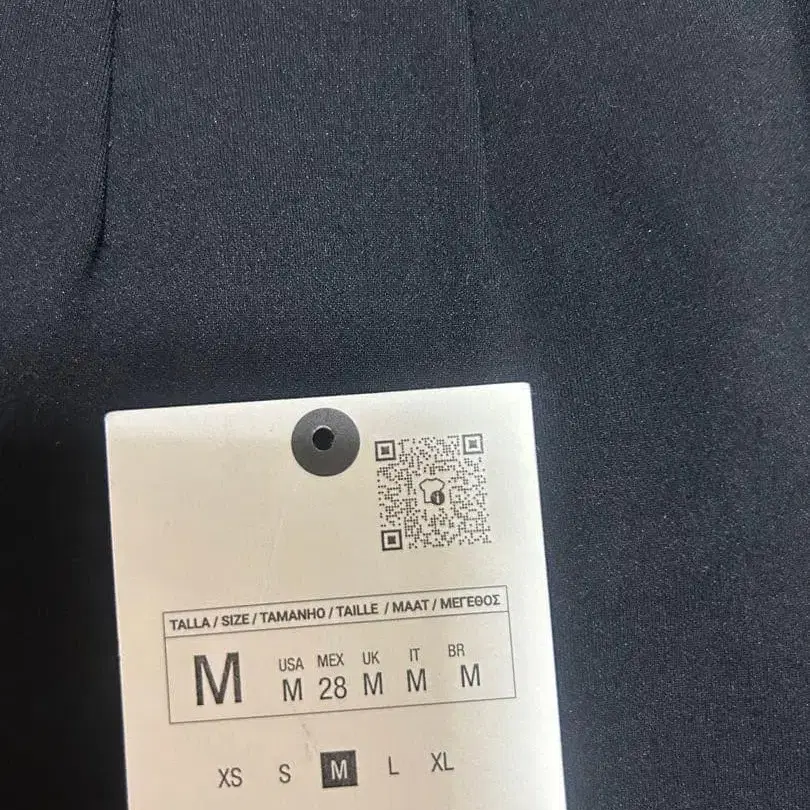 TALLA / SIZE / TAMANHO / TAILLE / MAAT / ΜΕΓΕΘΟΣ
M
USA MEX UK IT BR
M 28 M M M
XS S M L XL